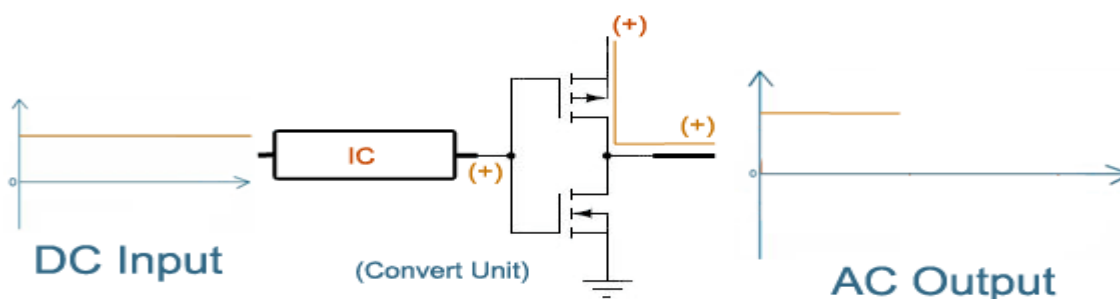 (+)
(+)
IC
(+)
0
0
DC Input
(Convert Unit)
AC Output